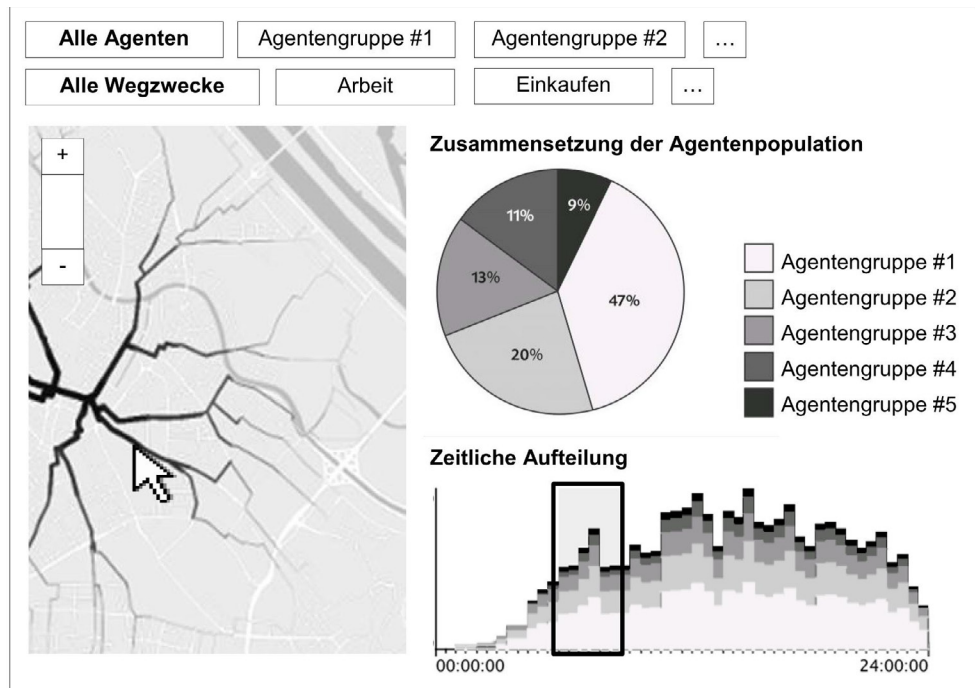 Alle Agenten Agentengruppe #1 Agentengruppe #2 …
Alle Wegzwecke Arbeit Einkaufen …
+
-
Zusammensetzung der Agentenpopulation
11% 9%
13% 47%
20%
Agentengruppe #1
Agentengruppe #2
Agentengruppe #3
Agentengruppe #4
Agentengruppe #5
Zeitliche Aufteilung
00:00:00 24:00:00